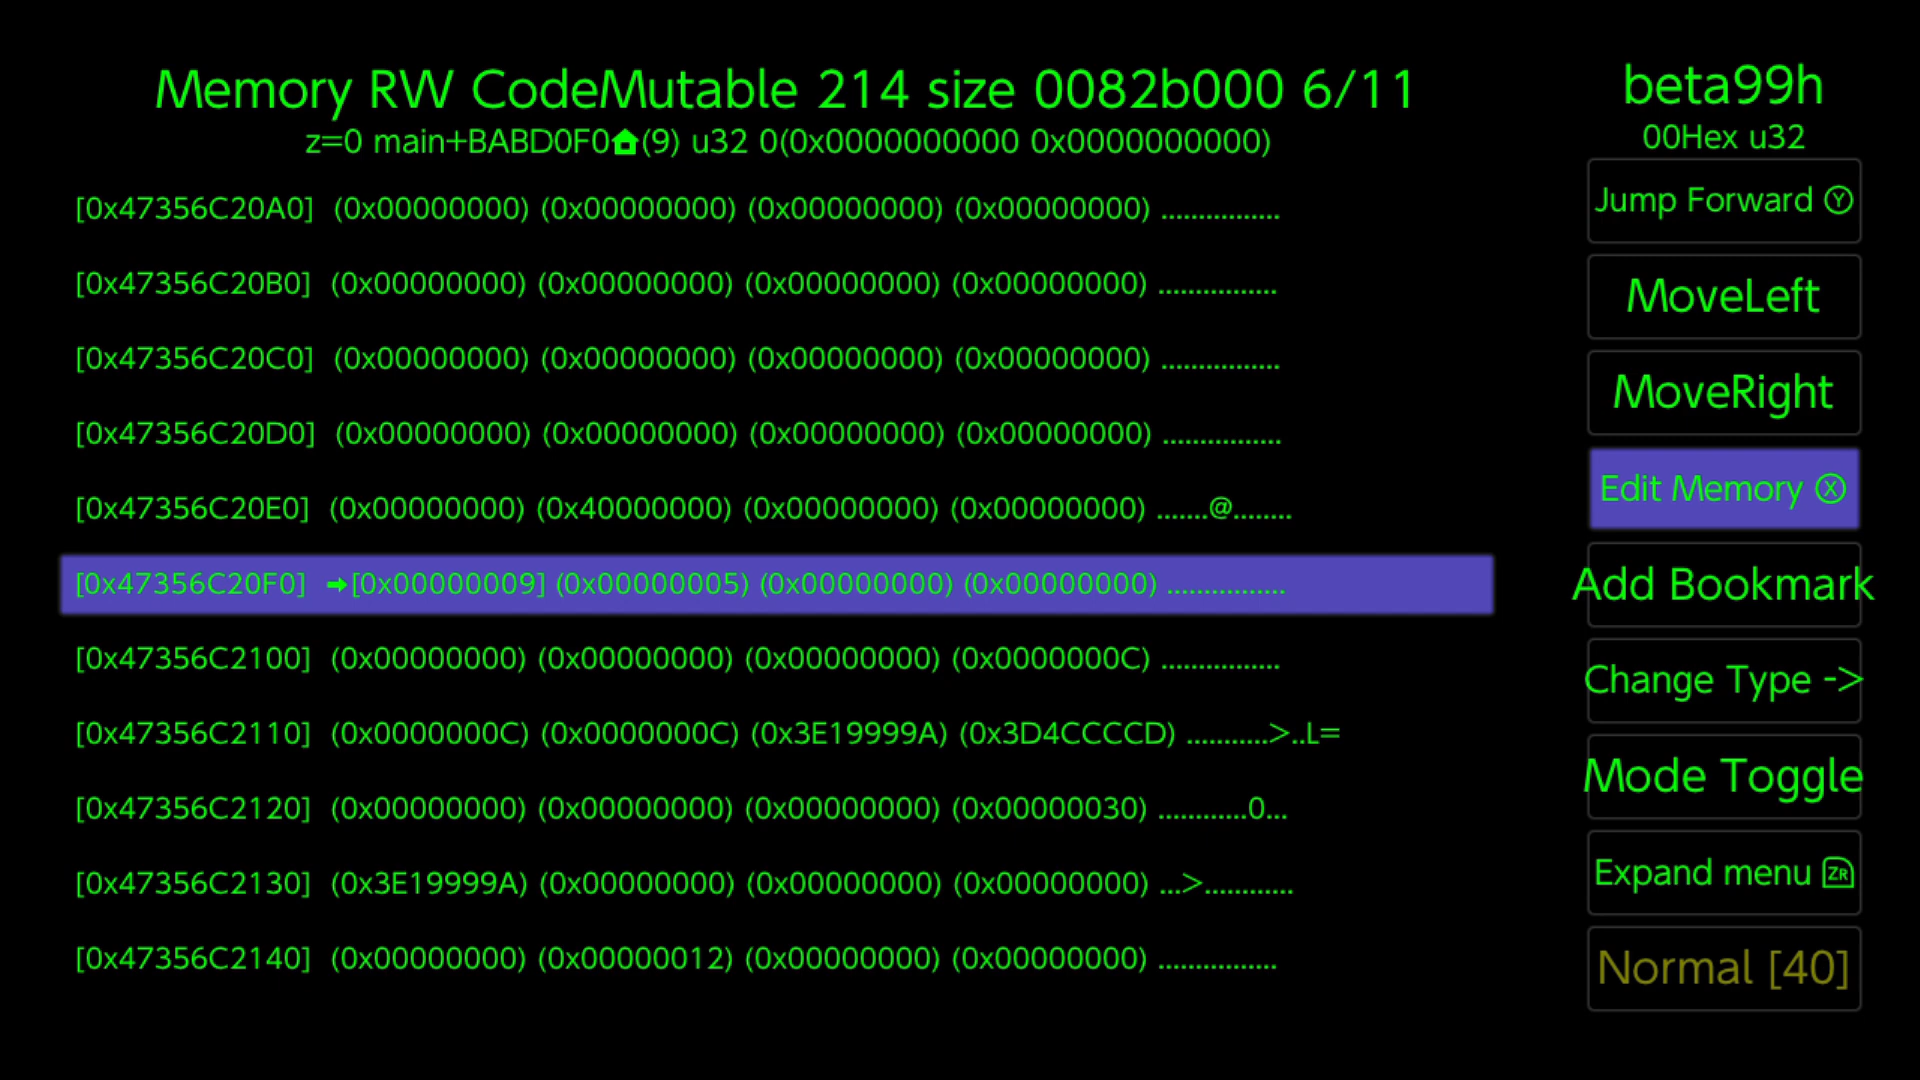 Memory RW CodeMutable 214 size 0082b000 6/11
z=0 main+BABD0F0(9) u32 0(0x0000000000 0x0000000000)
[0x47356C20A0] (0x00000000) (0x00000000) (0x00000000) (0x00000000) ................
[0x47356C20B0] (0x00000000) (0x00000000) (0x00000000) (0x00000000) ................
[0x47356C20C0] (0x00000000) (0x00000000) (0x00000000) (0x00000000) ................
[0x47356C20D0] (0x00000000) (0x00000000) (0x00000000) (0x00000000) ................
[0x47356C20E0] (0x00000000) (0x40000000) (0x00000000) (0x00000000) .......@........
[0x47356C20F0] ➡[0x00000009] (0x00000005) (0x00000000) (0x00000000) ................
[0x47356C2100] (0x00000000) (0x00000000) (0x00000000) (0x0000000C) ................
[0x47356C2110] (0x0000000C) (0x0000000C) (0x3E19999A) (0x3D4CCCCD) ...........>..L=
[0x47356C2120] (0x00000000) (0x00000000) (0x00000000) (0x00000030) ............0...
[0x47356C2130] (0x3E19999A) (0x00000000) (0x00000000) (0x00000000) ...>............
[0x47356C2140] (0x00000000) (0x00000012) (0x00000000) (0x00000000) ................
beta99h
00Hex u32
Jump Forward Ⓨ
MoveLeft
MoveRight
Edit Memory Ⓧ
Add Bookmark
Change Type ->
Mode Toggle
Expand menu ZR
Normal [40]